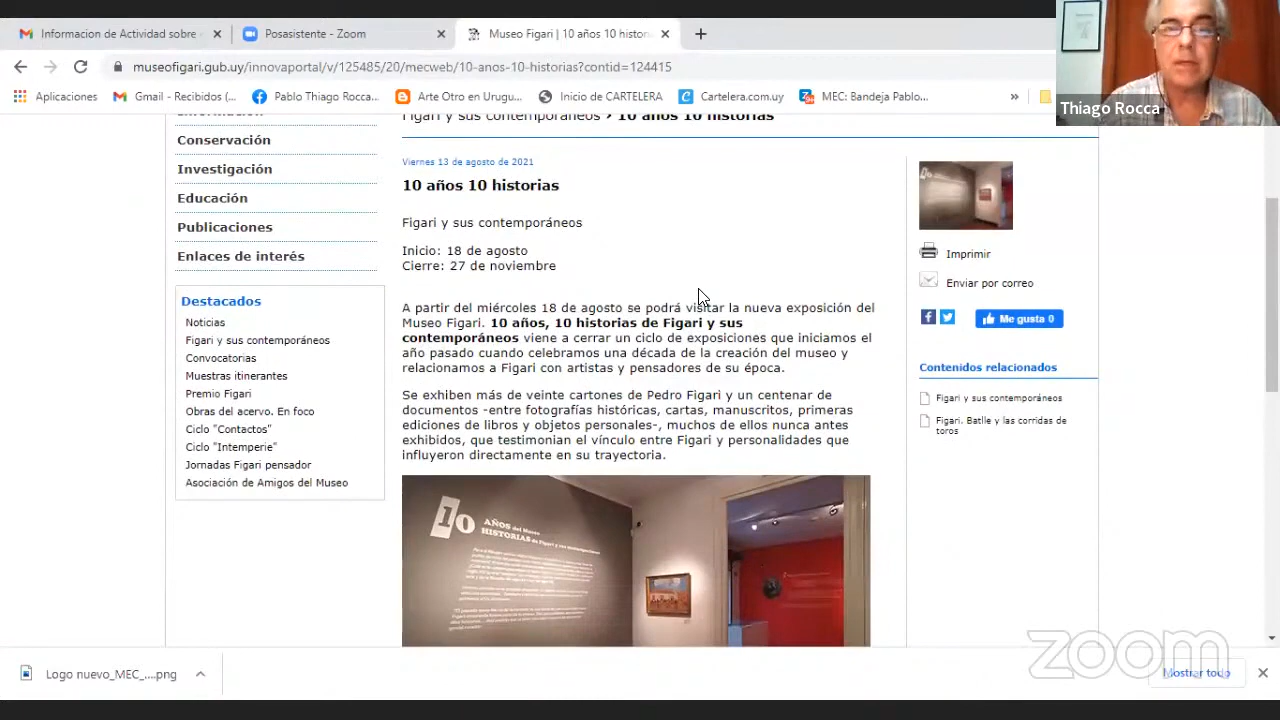 Informacion de Actividad sobre
Posasistente - Zoom
Museo Figari | 10 años 10 histori
museofigari.gub.uy/innovaportal/v/125485/20/mecweb/10-anos-10-historias?contid=124415
Aplicaciones
Gmail - Recibidos (...
Pablo Thiago Rocca...
Arte Otro en Urugu...
Inicio de CARTELERA
Cartelera.com.uy
MEC: Bandeja Pablo...
»
Thiago Rocca
Figari y sus contemporáneos › 10 años 10 historias
Conservación
Investigación
Educación
Publicaciones
Enlaces de interés
Destacados
Noticias
Figari y sus contemporáneos
Convocatorias
Muestras itinerantes
Premio Figari
Obras del acervo. En foco
Ciclo "Contactos"
Ciclo "Intemperie"
Jornadas Figari pensador
Asociación de Amigos del Museo
Viernes 13 de agosto de 2021
10 años 10 historias
Figari y sus contemporáneos
Inicio: 18 de agosto
Cierre: 27 de noviembre
A partir del miércoles 18 de agosto se podrá visitar la nueva exposición del
Museo Figari. 10 años, 10 historias de Figari y sus
contemporáneos viene a cerrar un ciclo de exposiciones que iniciamos el
año pasado cuando celebramos una década de la creación del museo y
relacionamos a Figari con artistas y pensadores de su época.
Se exhiben más de veinte cartones de Pedro Figari y un centenar de
documentos -entre fotografías históricas, cartas, manuscritos, primeras
ediciones de libros y objetos personales-, muchos de ellos nunca antes
exhibidos, que testimonian el vínculo entre Figari y personalidades que
influyeron directamente en su trayectoria.
10 AÑOS del Museo
HISTORIAS de Figari y sus contemporáneos
Imprimir
Enviar por correo
Me gusta 0
Contenidos relacionados
Figari y sus contemporáneos
Figari. Batlle y las corridas de
toros
Logo nuevo_MEC_....png
Mostrar todo
zoom